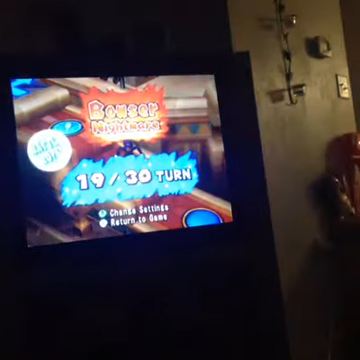 Bowser
Nightmare
19/30 TURN
Change Settings
Return to Game